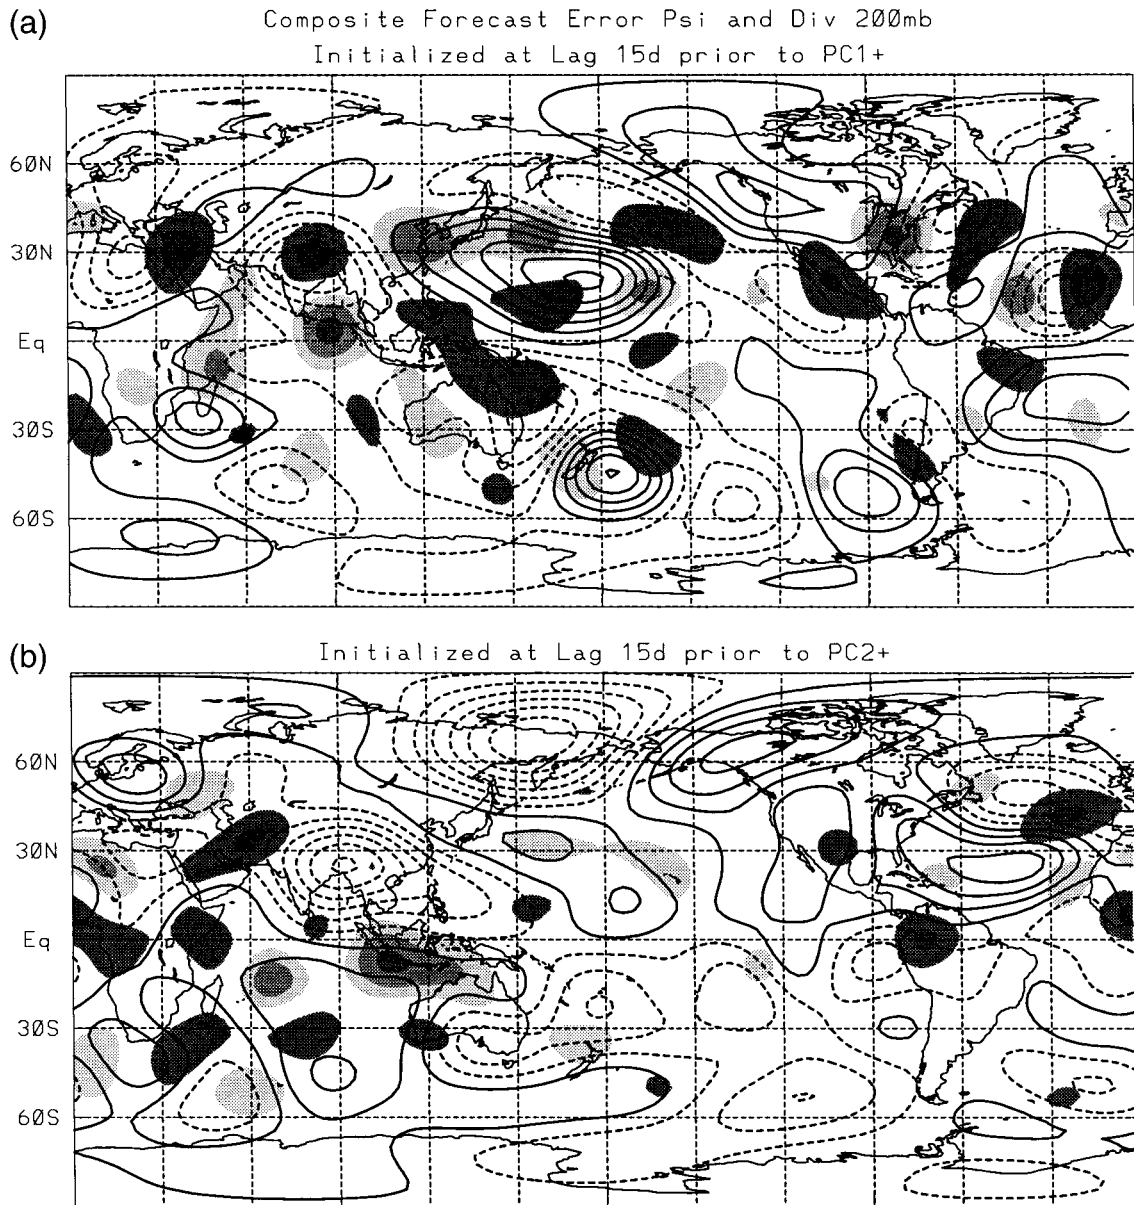 (a)
Composite Forecast Error Psi and Div 200mb
Initialized at Lag 15d prior to PC1+
60N
30N
Eq
30S
60S
(b)
Initialized at Lag 15d prior to PC2+
60N
30N
Eq
30S
60S